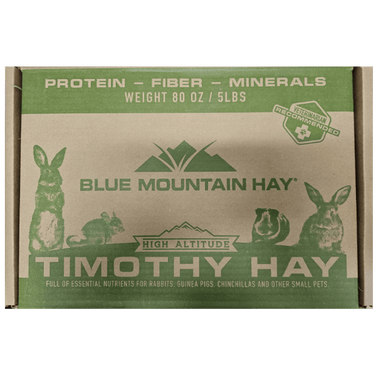 PROTEIN – FIBER – MINERALS
WEIGHT 80 OZ / 5LBS
VETERINARIAN
RECOMMENDED
BLUE MOUNTAIN HAY®
HIGH ALTITUDE
TIMOTHY HAY
FULL OF ESSENTIAL NUTRIENTS FOR RABBITS, GUINEA PIGS, CHINCHILLAS AND OTHER SMALL PETS.